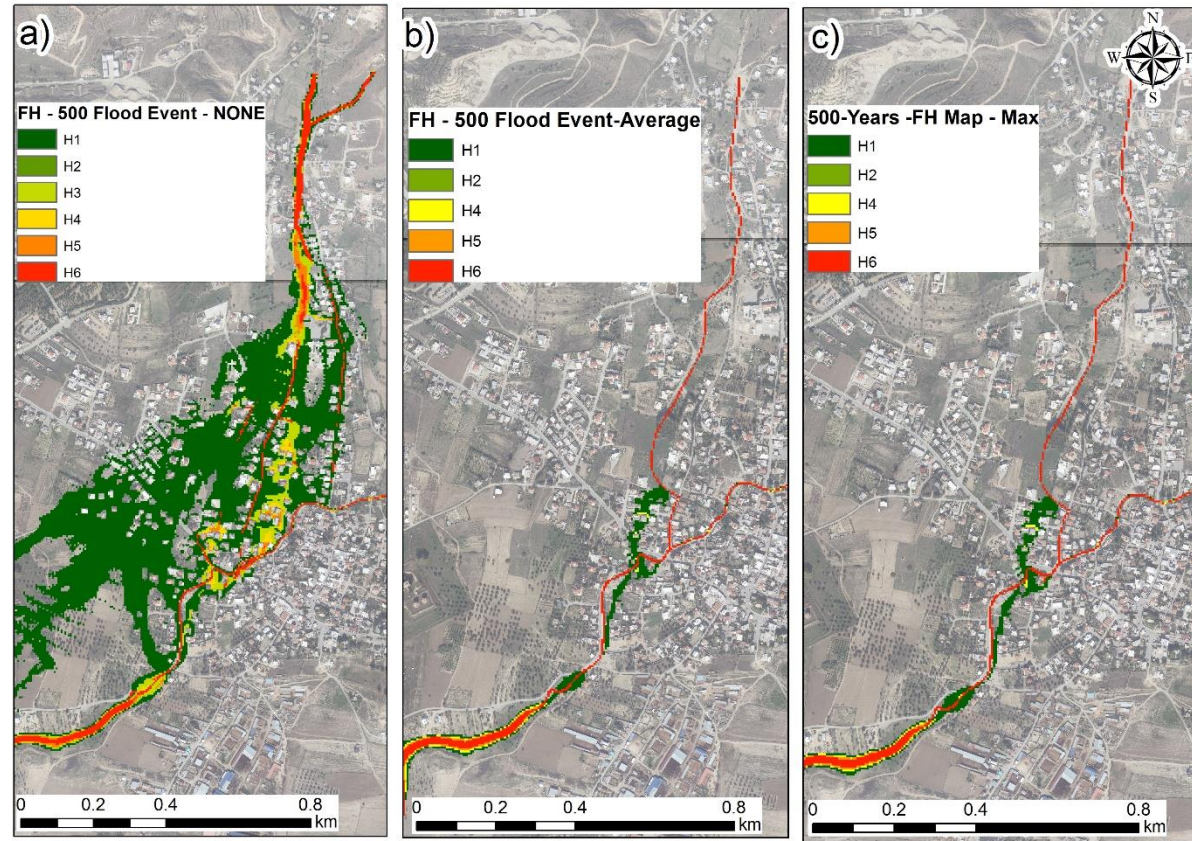 a)
FH - 500 Flood Event - NONE
H1
H2
H3
H4
H5
H6
0 0.2 0.4 0.8
km
b)
FH - 500 Flood Event-Average
H1
H2
H4
H5
H6
0 0.2 0.4 0.8
km
c)
N
W
S
500-Years -FH Map - Max
H1
H2
H4
H5
H6
0 0.2 0.4 0.8
km